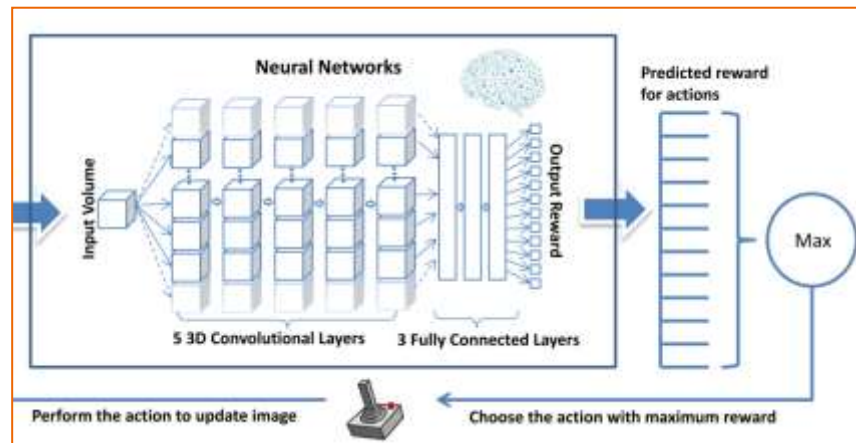 Neural Networks
Predicted reward
for actions
Input Volume
Output Reward
Max
5 3D Convolutional Layers
3 Fully Connected Layers
Perform the action to update image
Choose the action with maximum reward